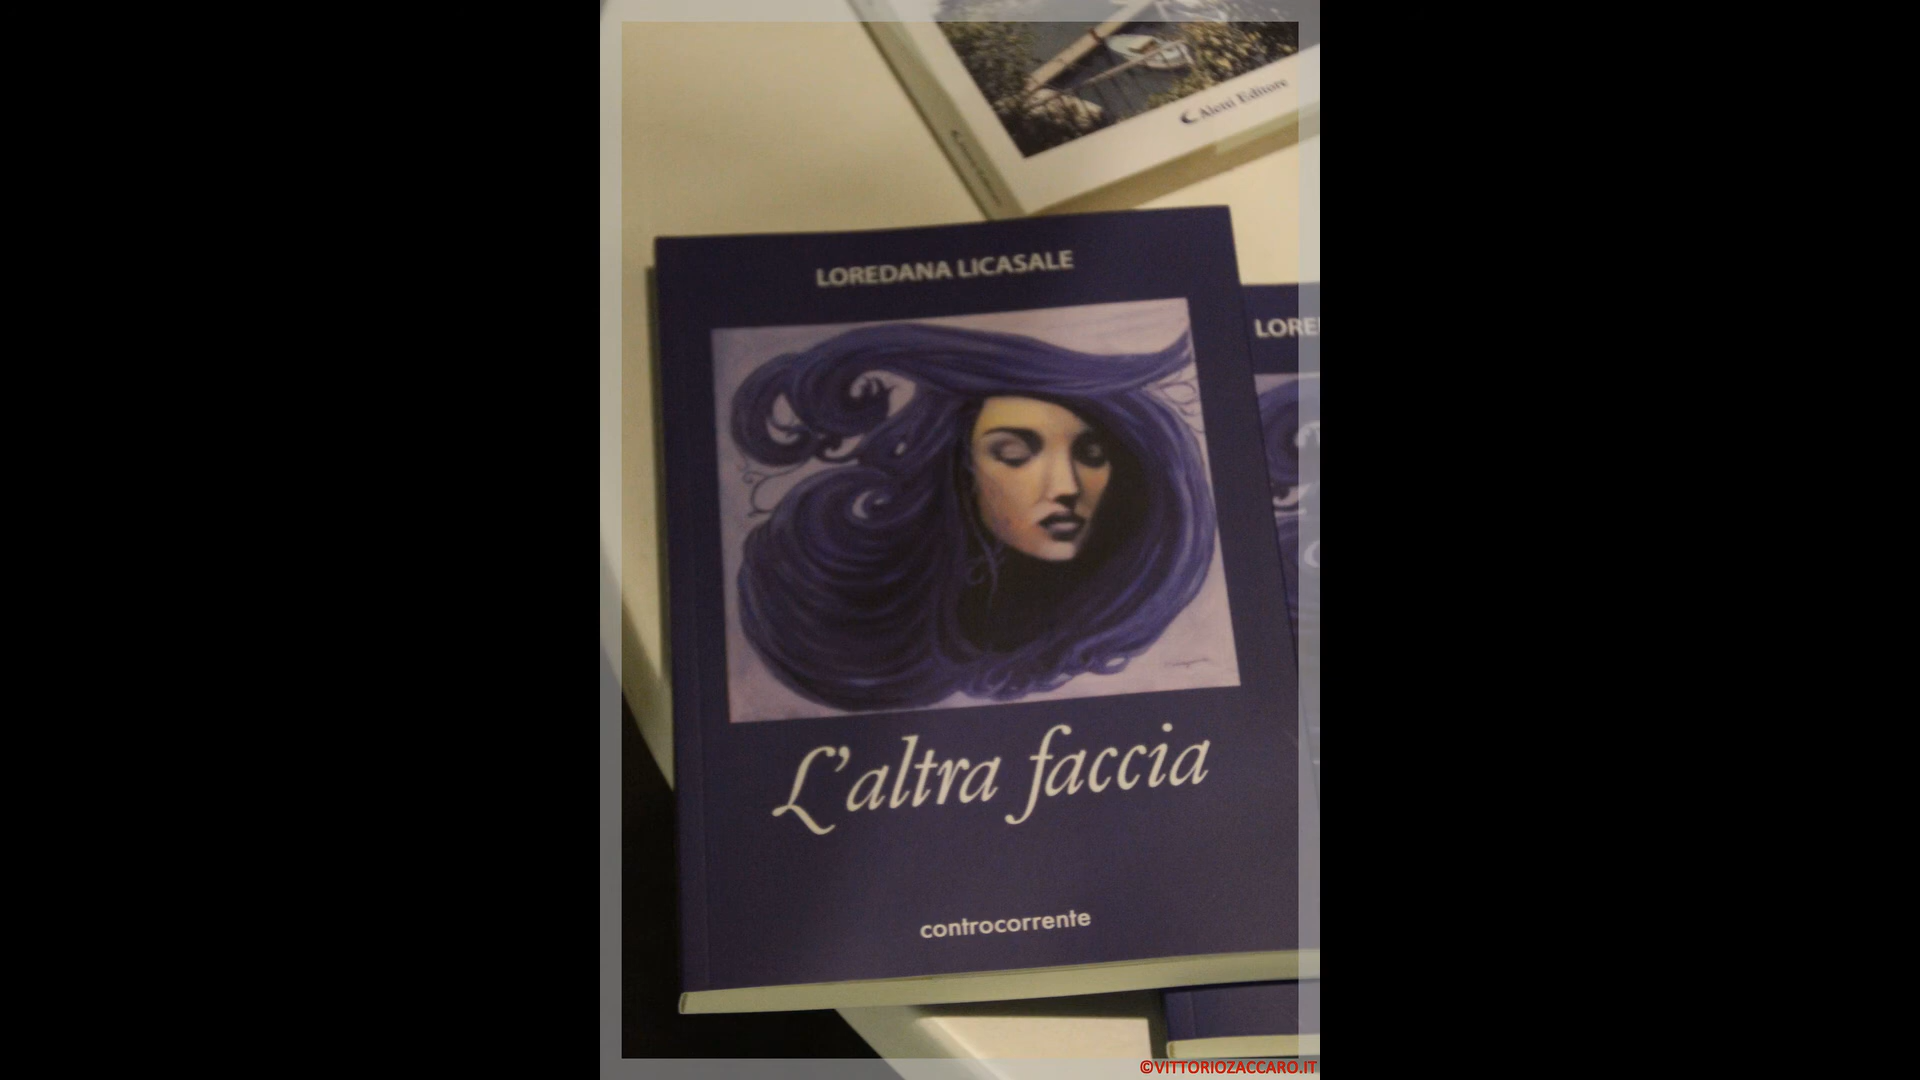 Aletti Editore
LOREDANA LICASALE
LORE
L'altra faccia
controcorrente
©VITTORIOZACCARO.IT